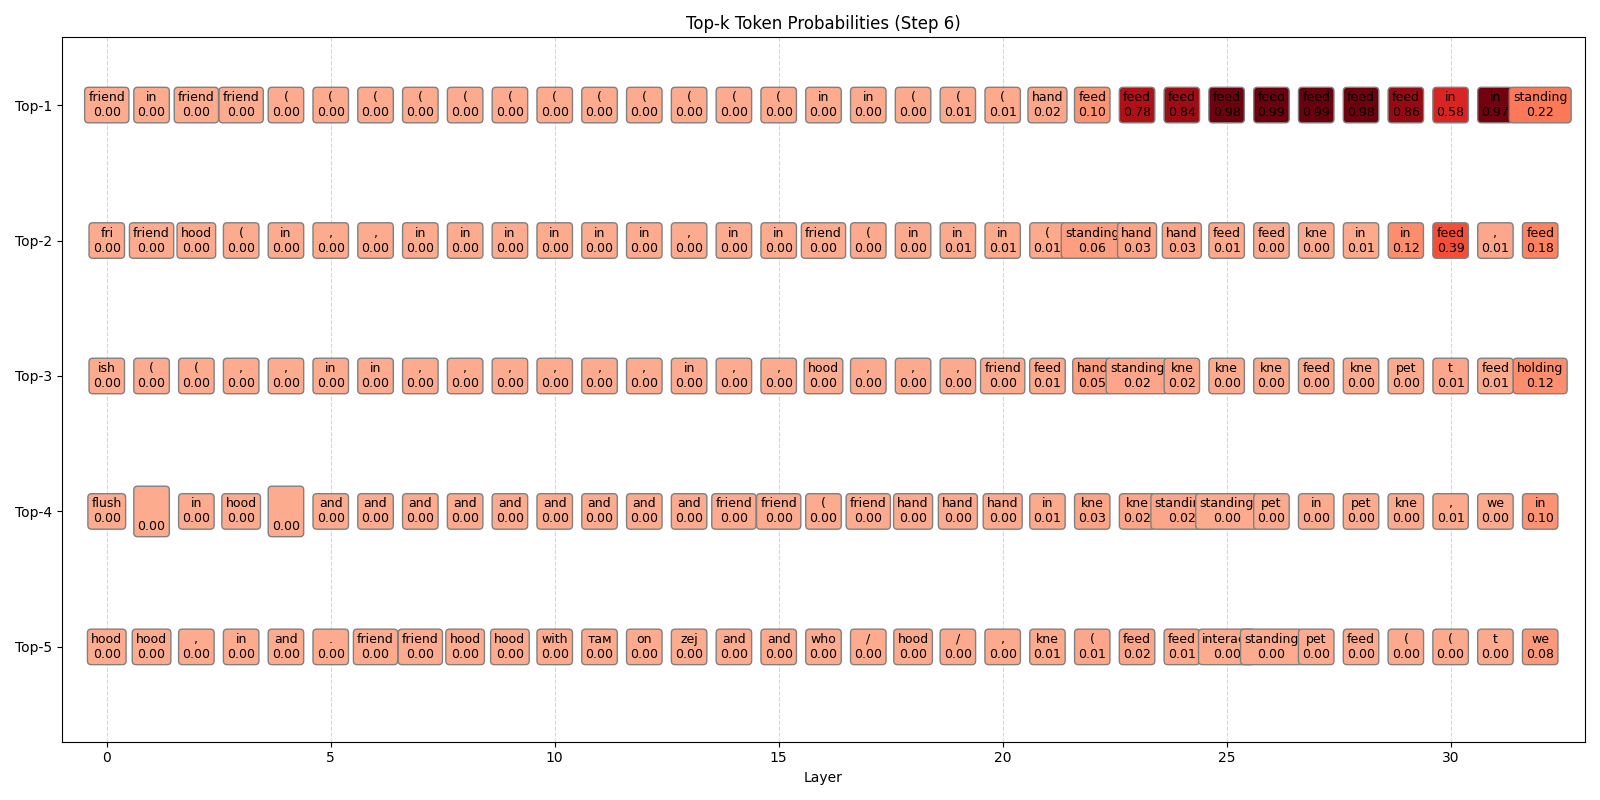 Top-k Token Probabilities (Step 6)
Top-1
friend in friend friend ( ( ( ( ( ( ( ( ( ( ( ( in in ( ( ( hand feed feed feed feed feed feed feed feed in in standing
0.00 0.00 0.00 0.00 0.00 0.00 0.00 0.00 0.00 0.00 0.00 0.00 0.00 0.00 0.00 0.00 0.00 0.00 0.00 0.01 0.01 0.02 0.10 0.78 0.84 0.98 0.99 0.99 0.98 0.86 0.58 0.97 0.22
Top-2
fri friend hood ( in , , in in in in in in , in in friend ( in in in ( standing hand hand feed feed kne in in feed , feed
0.00 0.00 0.00 0.00 0.00 0.00 0.00 0.00 0.00 0.00 0.00 0.00 0.00 0.00 0.00 0.00 0.00 0.00 0.00 0.01 0.01 0.01 0.06 0.03 0.03 0.01 0.00 0.00 0.01 0.12 0.39 0.01 0.18
Top-3
ish ( ( , , in in , , , , , , in , , hood , , , friend feed hand standing kne kne kne feed kne pet t feed holding
0.00 0.00 0.00 0.00 0.00 0.00 0.00 0.00 0.00 0.00 0.00 0.00 0.00 0.00 0.00 0.00 0.00 0.00 0.00 0.00 0.00 0.01 0.05 0.02 0.02 0.00 0.00 0.00 0.00 0.00 0.01 0.01 0.12
Top-4
flush in hood and and and and and and and and and friend friend ( friend hand hand hand in kne kne standin standing pet in pet kne , we in
0.00 0.00 0.00 0.00 0.00 0.00 0.00 0.00 0.00 0.00 0.00 0.00 0.00 0.00 0.00 0.00 0.00 0.00 0.00 0.00 0.00 0.01 0.03 0.02 0.02 0.00 0.00 0.00 0.00 0.00 0.01 0.00 0.10
Top-5
hood hood , in and . friend friend hood hood with там on zej and and who / hood / , kne ( feed feed interac standing pet feed ( ( t we
0.00 0.00 0.00 0.00 0.00 0.00 0.00 0.00 0.00 0.00 0.00 0.00 0.00 0.00 0.00 0.00 0.00 0.00 0.00 0.00 0.00 0.01 0.01 0.02 0.01 0.00 0.00 0.00 0.00 0.00 0.00 0.00 0.08
0 5 10 15 20 25 30
Layer